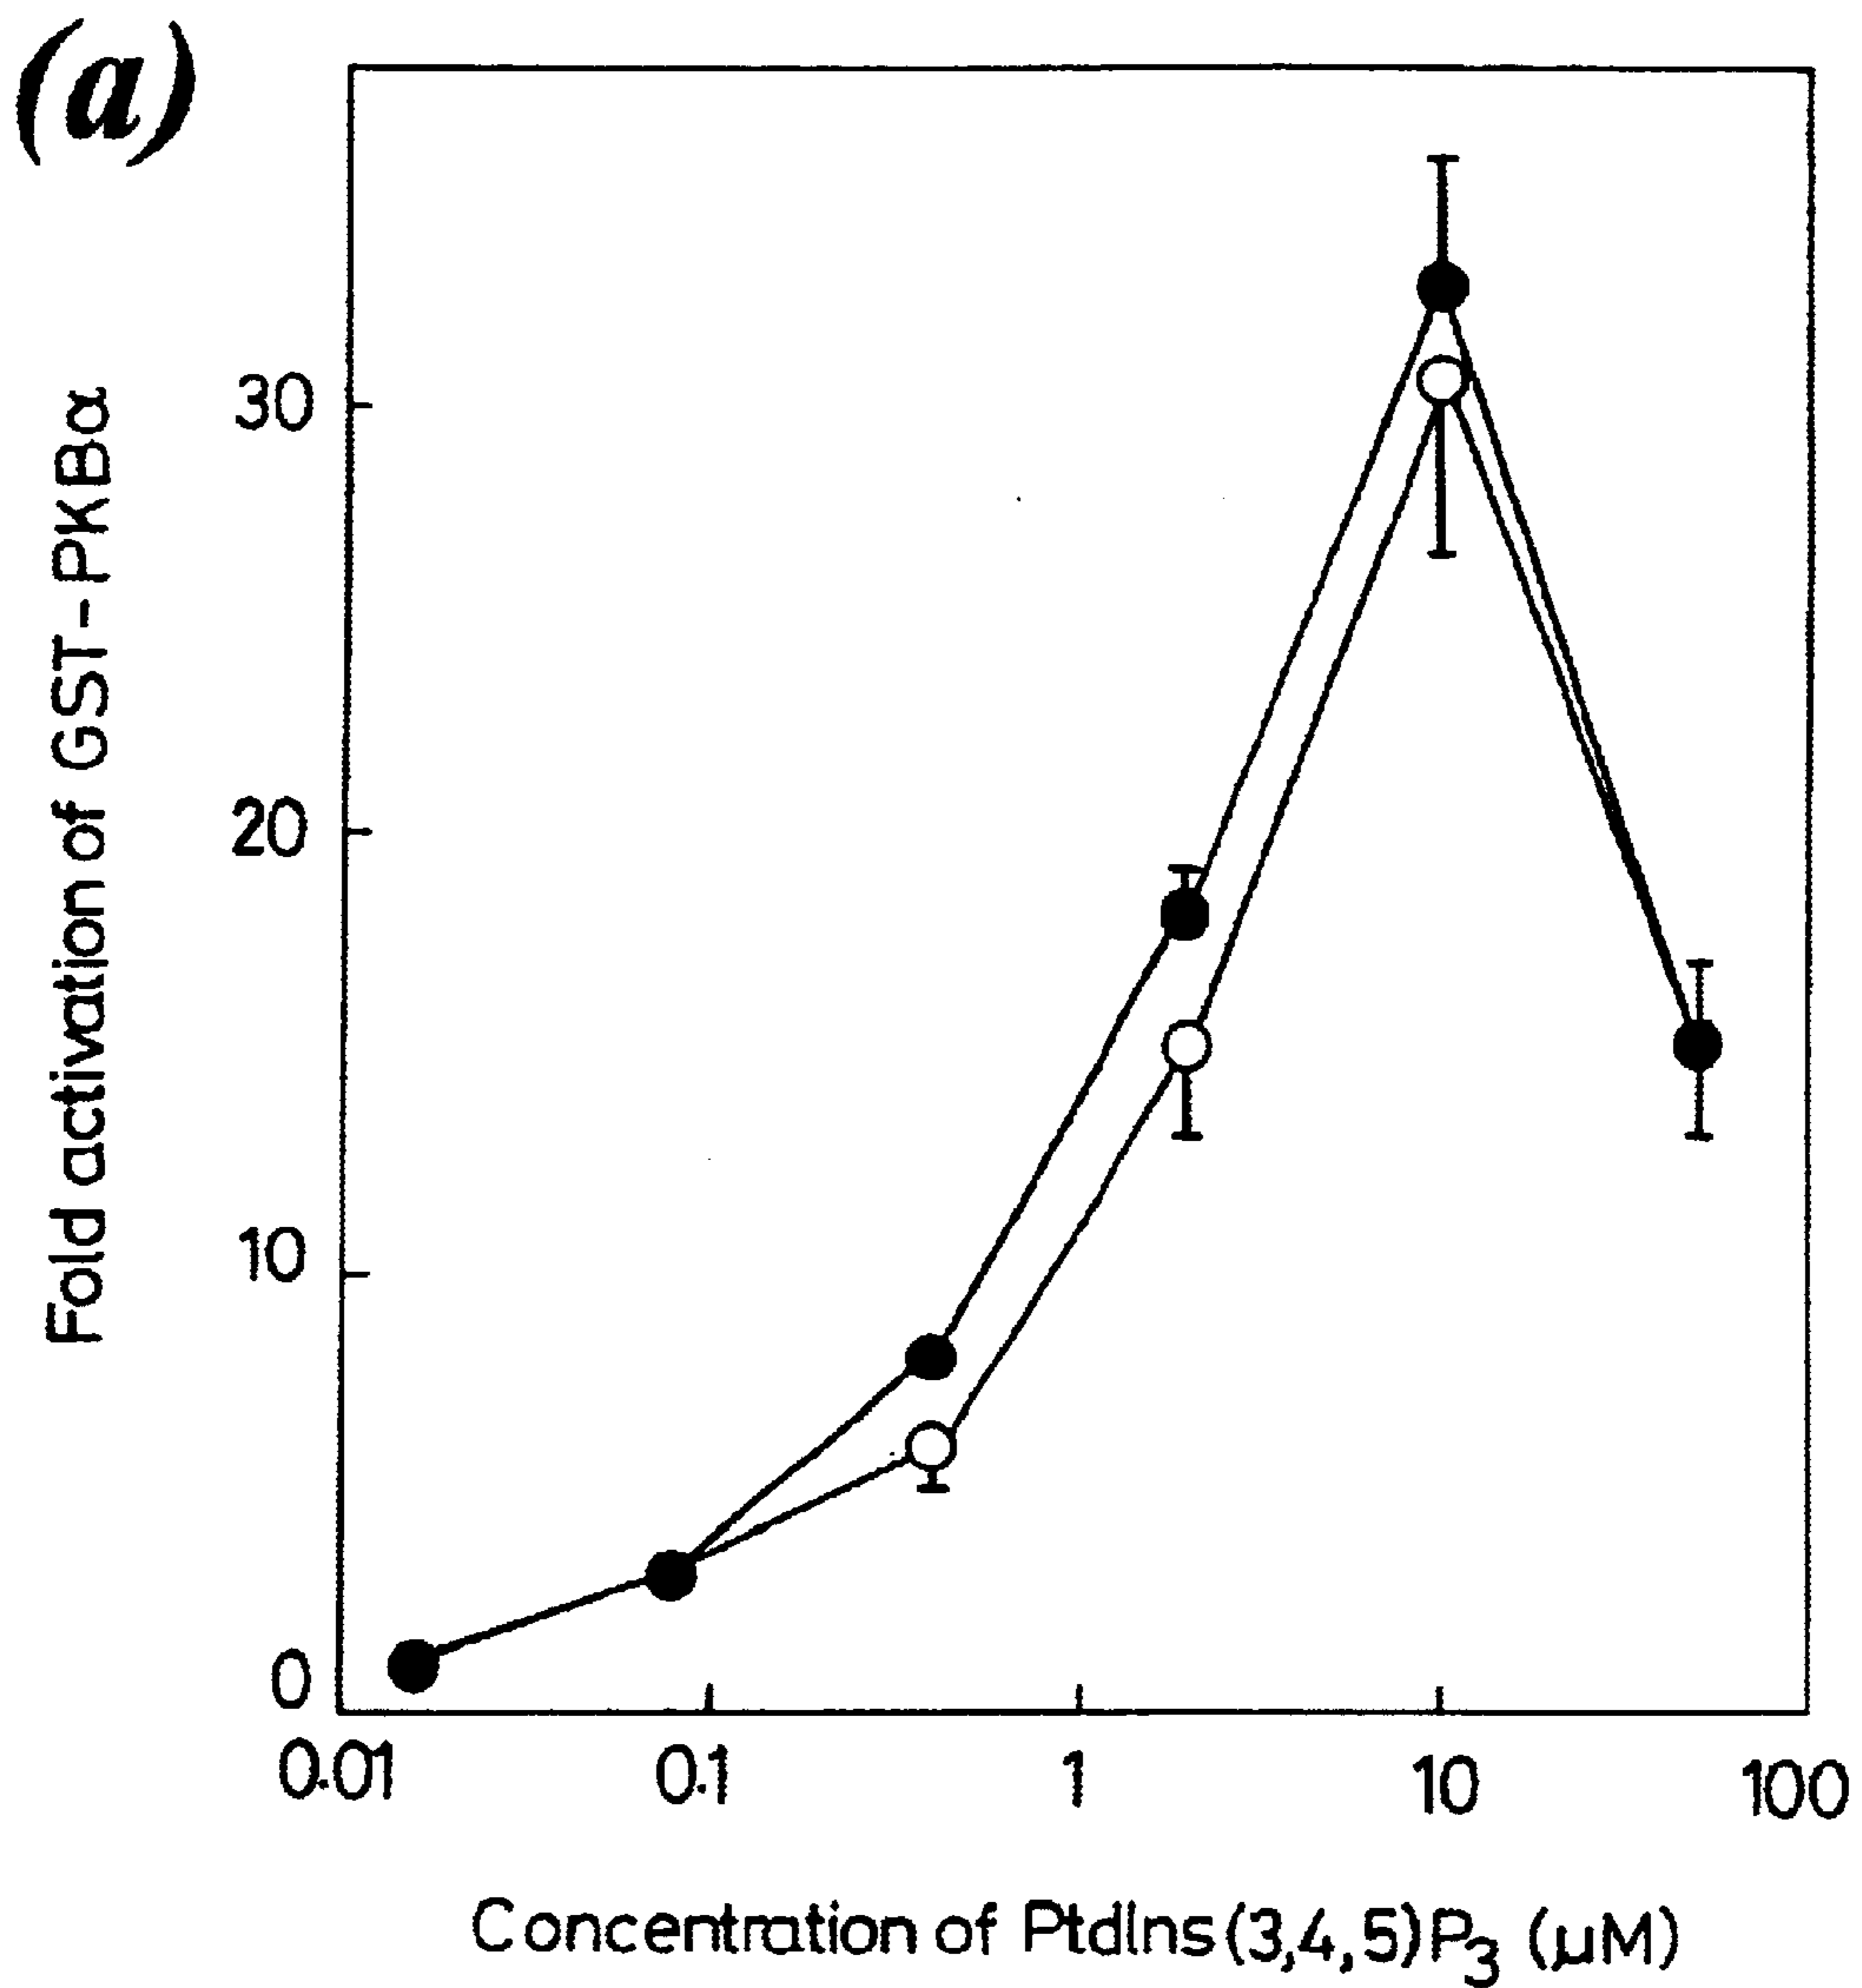 (a)
Fold activation of GST-PKBα
30
20
10
0
0.01 0.1 1 10 100
Concentration of PtdIns(3,4,5)P3 (μM)